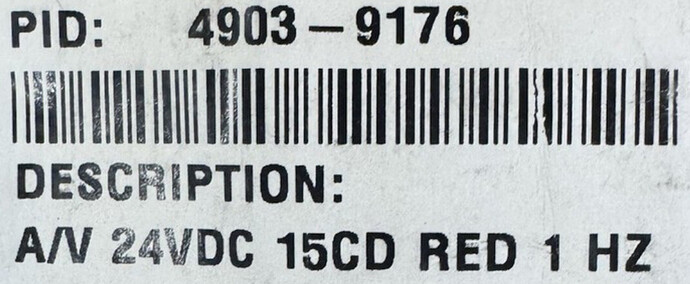 PID: 4903-9176
DESCRIPTION:
A/V 24VDC 15CD RED 1 HZ